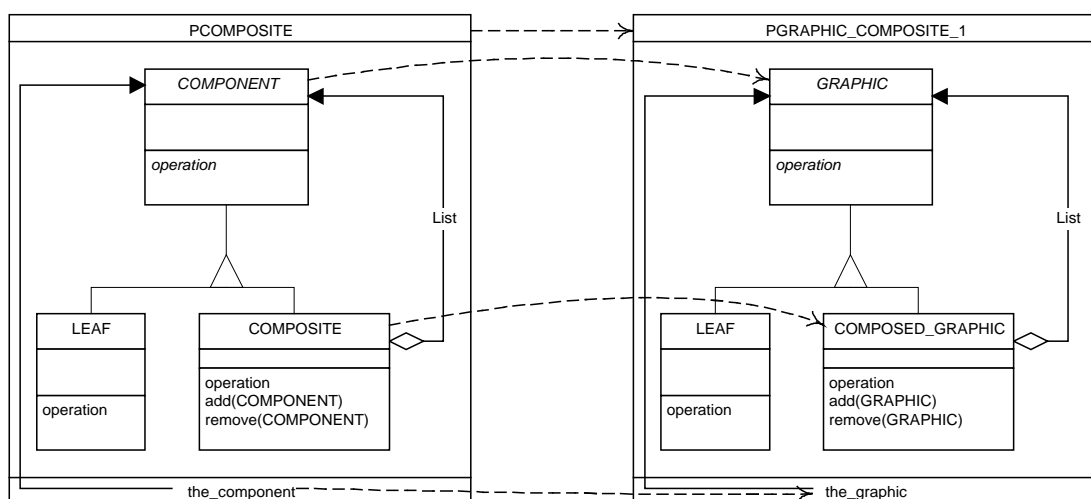 PCOMPOSITE
COMPONENT
operation
List
LEAF
operation
COMPOSITE
operation
add(COMPONENT)
remove(COMPONENT)
the_component
PGRAPHIC_COMPOSITE_1
GRAPHIC
operation
List
LEAF
operation
COMPOSED_GRAPHIC
operation
add(GRAPHIC)
remove(GRAPHIC)
the_graphic